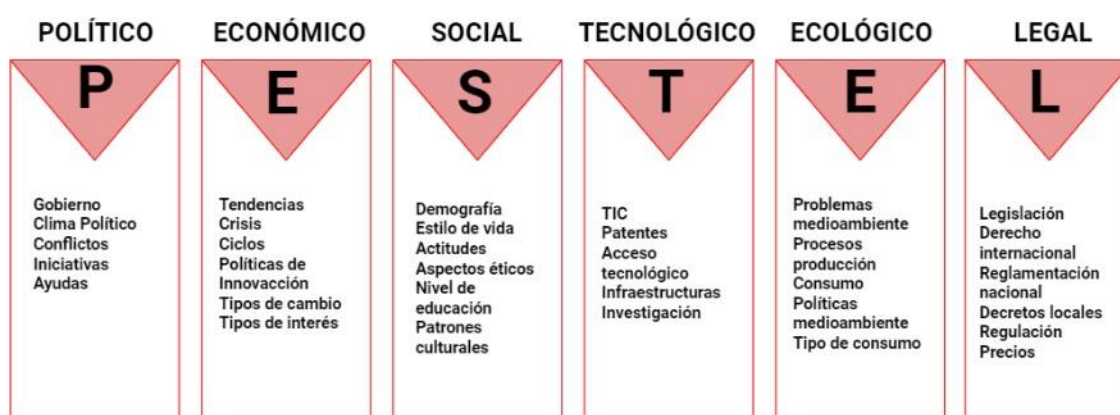 POLÍTICO
P
Gobierno
Clima Político
Conflictos
Iniciativas
Ayudas
ECONÓMICO
E
Tendencias
Crisis
Ciclos
Políticas de
Innovacción
Tipos de cambio
Tipos de interés
SOCIAL
S
Demografía
Estilo de vida
Actitudes
Aspectos éticos
Nivel de
educación
Patrones
culturales
TECNOLÓGICO
T
TIC
Patentes
Acceso
tecnológico
Infraestructuras
Investigación
ECOLÓGICO
E
Problemas
medioambiente
Procesos
producción
Consumo
Políticas
medioambiente
Tipo de consumo
LEGAL
L
Legislación
Derecho
internacional
Reglamentación
nacional
Decretos locales
Regulación
Precios